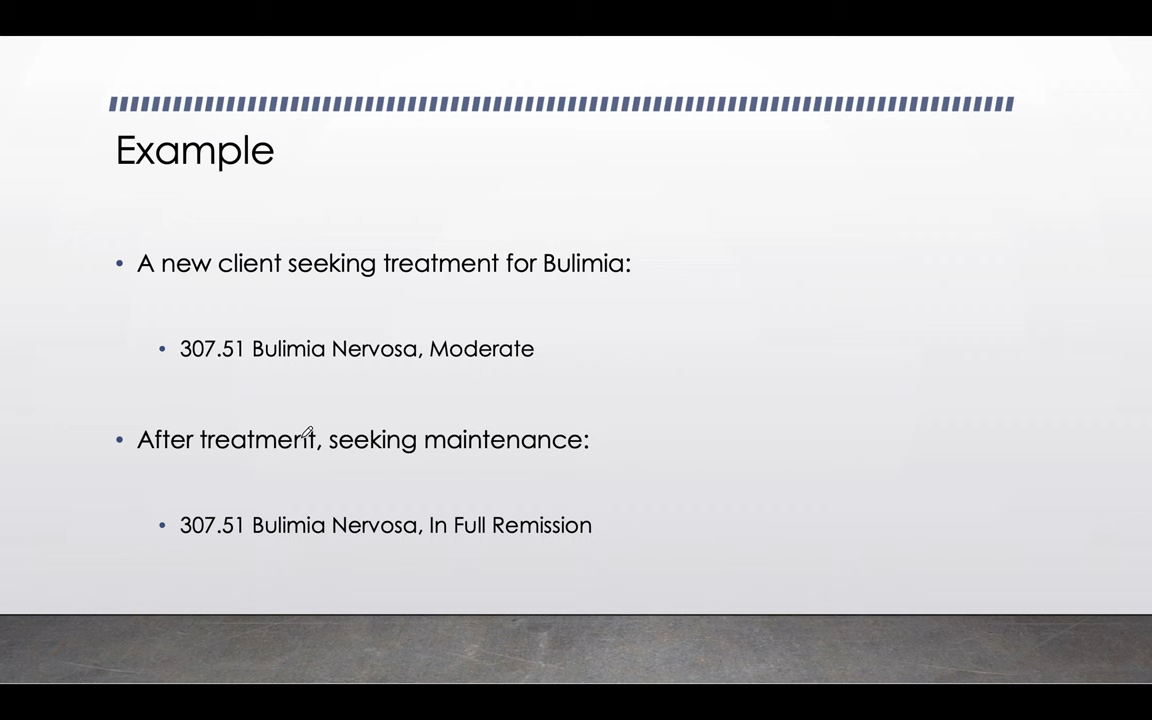 Example
• A new client seeking treatment for Bulimia:
• 307.51 Bulimia Nervosa, Moderate
• After treatment, seeking maintenance:
• 307.51 Bulimia Nervosa, In Full Remission